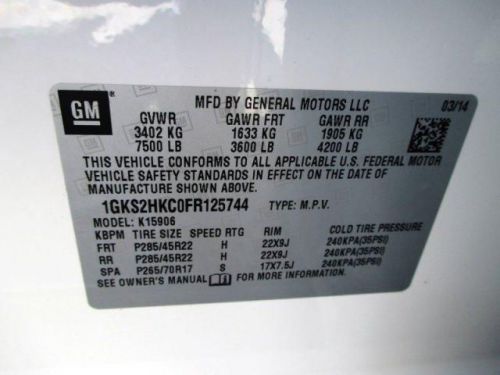 GM ®
MFD BY GENERAL MOTORS LLC 03/14
GVWR GAWR FRT GAWR RR
3402 KG 1633 KG 1905 KG
7500 LB 3600 LB 4200 LB
THIS VEHICLE CONFORMS TO ALL APPLICABLE U.S. FEDERAL MOTOR
VEHICLE SAFETY STANDARDS IN EFFECT ON THE DATE OF
MANUFACTURE SHOWN ABOVE.
1GKS2HKC0FR125744 TYPE: M.P.V.
MODEL: K15906
KBPM TIRE SIZE SPEED RTG RIM COLD TIRE PRESSURE
FRT P285/45R22 H 22X9J 240KPA(35PSI)
RR P285/45R22 H 22X9J 240KPA(35PSI)
SPA P265/70R17 S 17X7.5J 240KPA(35PSI)
SEE OWNER'S MANUAL FOR MORE INFORMATION.